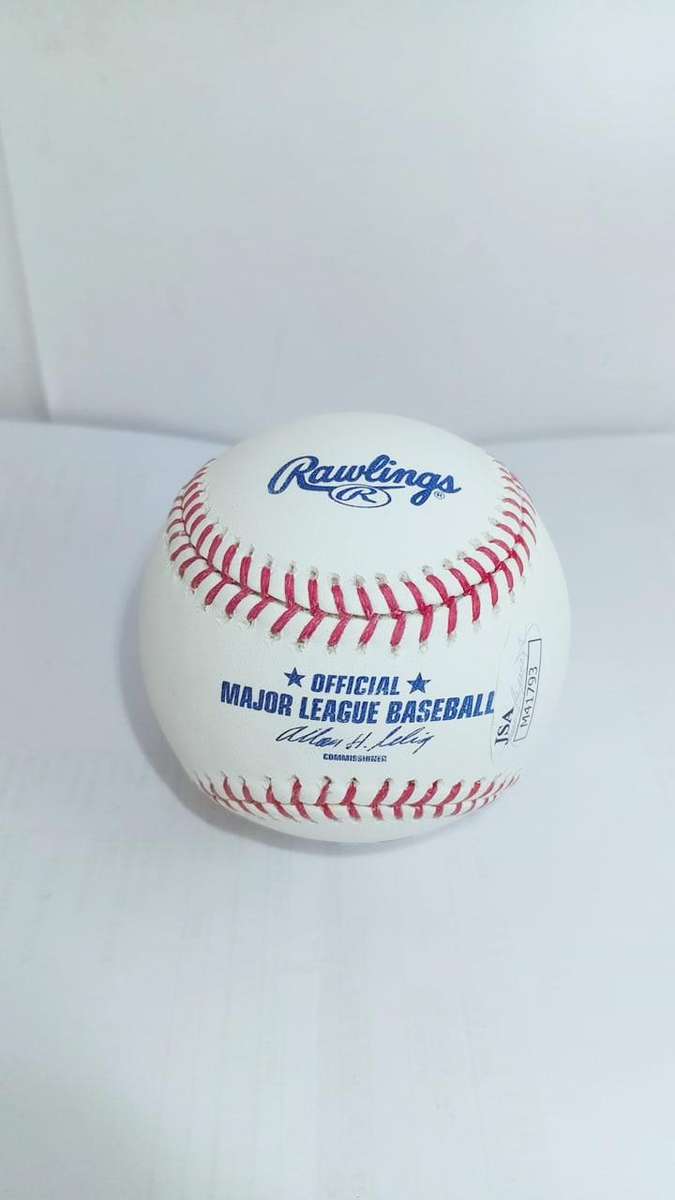 Rawlings
R
★ OFFICIAL ★
MAJOR LEAGUE BASEBALL
Allan H. Selig
COMMISSIONER
JSA
M41793